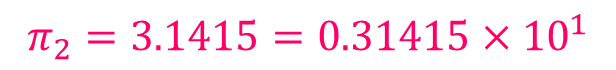 π₂ = 3.1415 = 0.31415 × 10¹